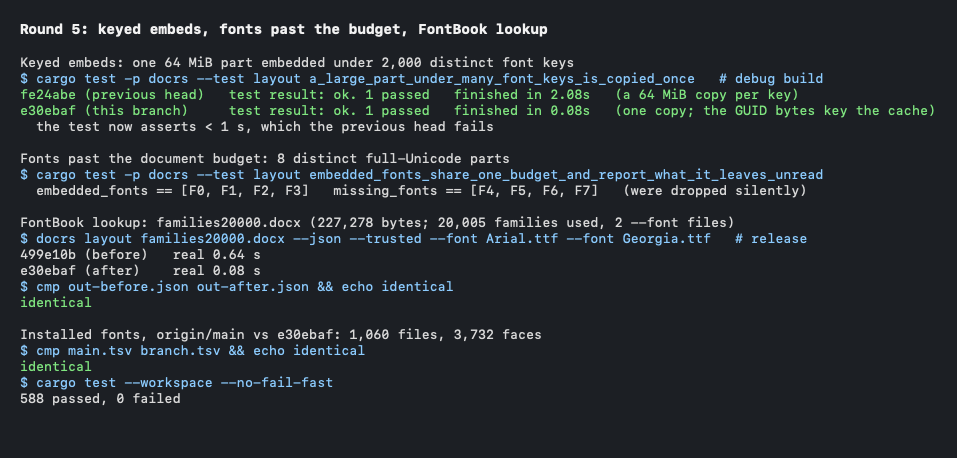 Round 5: keyed embeds, fonts past the budget, FontBook lookup
Keyed embeds: one 64 MiB part embedded under 2,000 distinct font keys
$ cargo test -p docrs --test layout a_large_part_under_many_font_keys_is_copied_once   # debug build
fe24abe (previous head)   test result: ok. 1 passed   finished in 2.08s   (a 64 MiB copy per key)
e30ebaf (this branch)     test result: ok. 1 passed   finished in 0.08s   (one copy; the GUID bytes key the cache)
  the test now asserts < 1 s, which the previous head fails
Fonts past the document budget: 8 distinct full-Unicode parts
$ cargo test -p docrs --test layout embedded_fonts_share_one_budget_and_report_what_it_leaves_unread
  embedded_fonts == [F0, F1, F2, F3]   missing_fonts == [F4, F5, F6, F7]   (were dropped silently)
FontBook lookup: families20000.docx (227,278 bytes; 20,005 families used, 2 --font files)
$ docrs layout families20000.docx --json --trusted --font Arial.ttf --font Georgia.ttf   # release
499e10b (before)   real 0.64 s
e30ebaf (after)    real 0.08 s
$ cmp out-before.json out-after.json && echo identical
identical
Installed fonts, origin/main vs e30ebaf: 1,060 files, 3,732 faces
$ cmp main.tsv branch.tsv && echo identical
identical
$ cargo test --workspace --no-fail-fast
588 passed, 0 failed